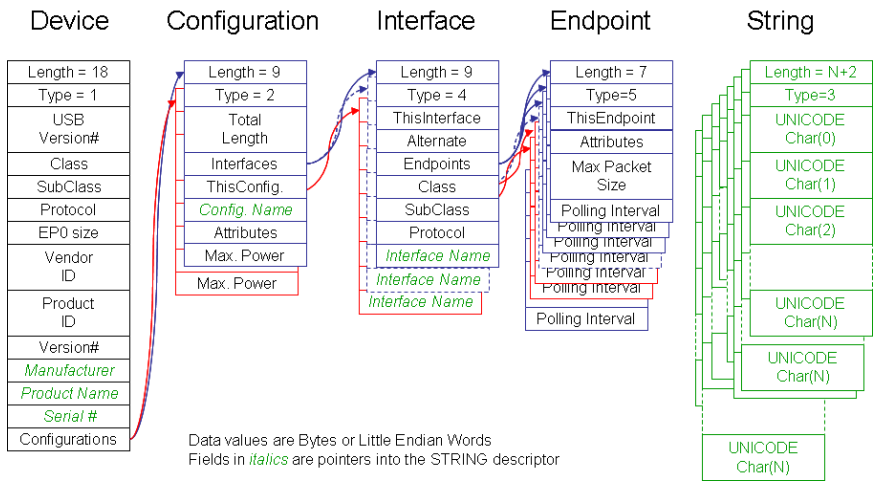 Device
Configuration
Interface
Endpoint
String
Length = 18
Type = 1
USB
Version#
Class
SubClass
Protocol
EP0 size
Vendor
ID
Product
ID
Version#
Manufacturer
Product Name
Serial #
Configurations
Length = 9
Type = 2
Total
Length
Interfaces
ThisConfig.
Config. Name
Attributes
Max. Power
Max. Power
Length = 9
Type = 4
ThisInterface
Alternate
Endpoints
Class
SubClass
Protocol
Interface Name
Interface Name
Interface Name
Length = 7
Type=5
ThisEndpoint
Attributes
Max Packet
Size
Polling Interval
Polling Interval
Polling Interval
Polling Interval
Polling Interval
Polling Interval
Polling Interval
Length = N+2
Type=3
UNICODE
Char(0)
UNICODE
Char(1)
UNICODE
Char(2)
UNICODE
Char(N)
UNICODE
Char(N)
UNICODE
Char(N)
Data values are Bytes or Little Endian Words
Fields in italics are pointers into the STRING descriptor